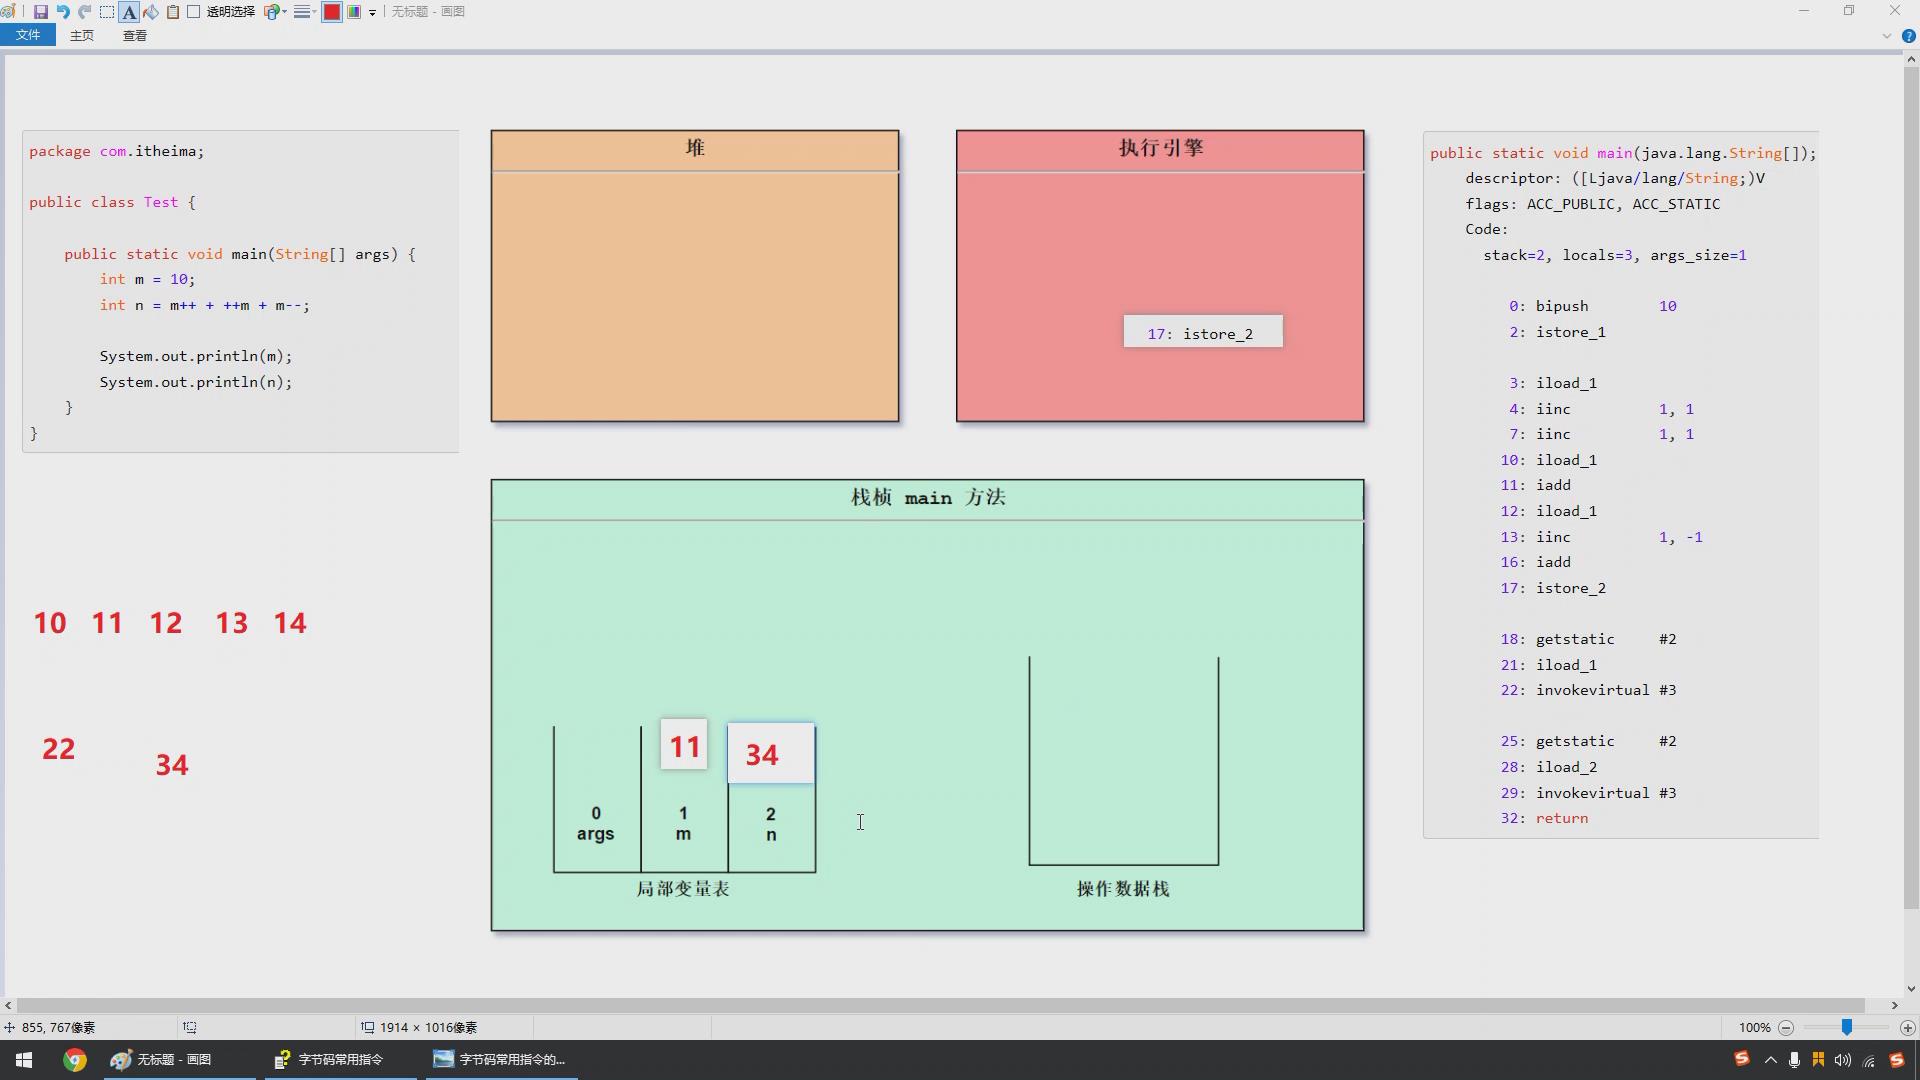 透明选择
无标题 - 画图
文件 主页 查看
package com.itheima;
public class Test {
public static void main(String[] args) {
int m = 10;
int n = m++ + ++m + m--;
System.out.println(m);
System.out.println(n);
}
}
堆
执行引擎
17: istore_2
public static void main(java.lang.String[]);
descriptor: ([Ljava/lang/String;)V
flags: ACC_PUBLIC, ACC_STATIC
Code:
stack=2, locals=3, args_size=1
0: bipush 10
2: istore_1
3: iload_1
4: iinc 1, 1
7: iinc 1, 1
10: iload_1
11: iadd
12: iload_1
13: iinc 1, -1
16: iadd
17: istore_2
18: getstatic #2
21: iload_1
22: invokevirtual #3
25: getstatic #2
28: iload_2
29: invokevirtual #3
32: return
10 11 12 13 14
22 34
栈桢 main 方法
11 34
0 1 2
args m n
局部变量表
操作数据栈
855, 767像素
1914 × 1016像素
100%
无标题 - 画图
字节码常用指令
字节码常用指令的...